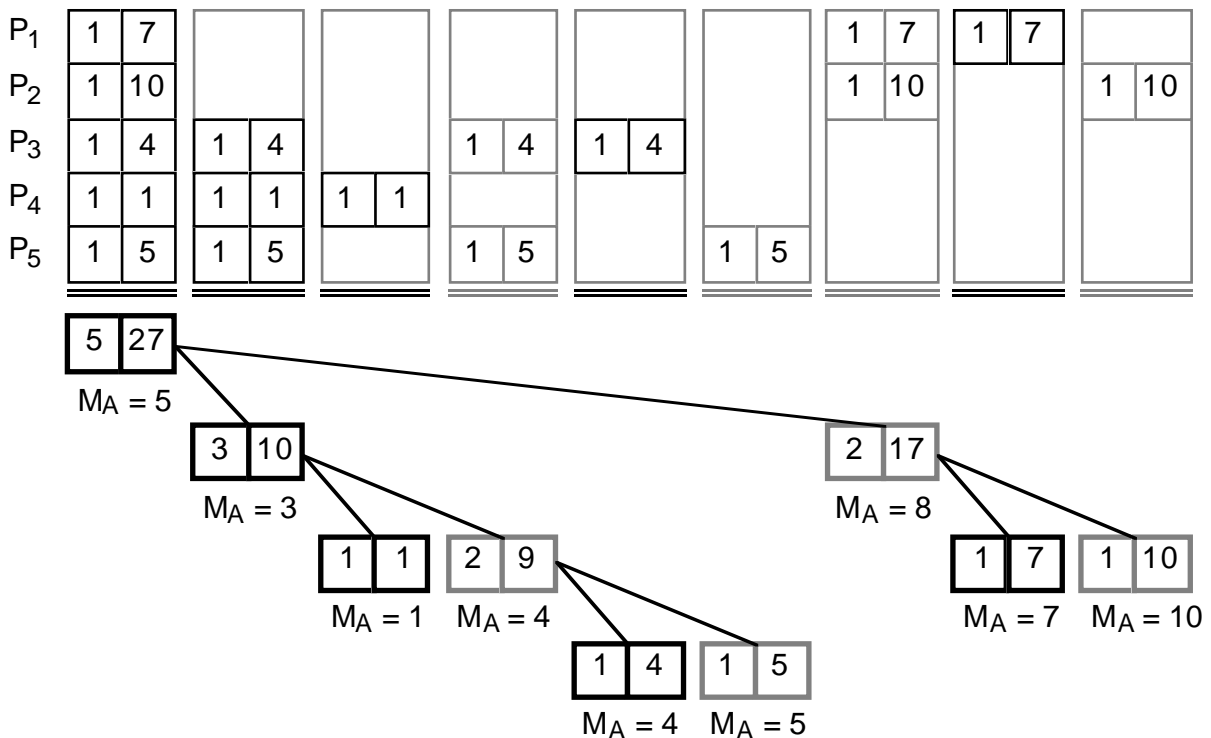 P1 1 7 1 7 1 7
P2 1 10 1 10 1 10
P3 1 4 1 4 1 4 1 4
P4 1 1 1 1 1 1
P5 1 5 1 5 1 5 1 5
5 27
MA = 5
3 10 2 17
MA = 3 MA = 8
1 1 2 9 1 7 1 10
MA = 1 MA = 4 MA = 7 MA = 10
1 4 1 5
MA = 4 MA = 5